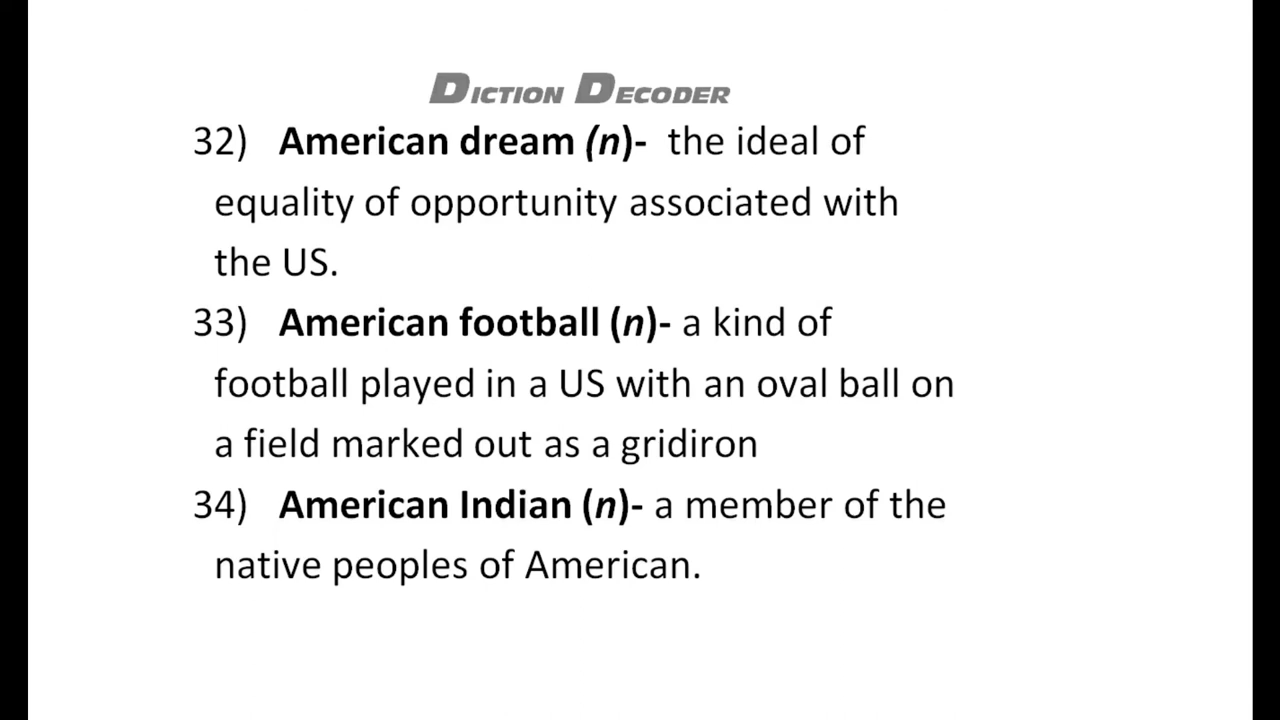 DICTION DECODER
32) American dream (n)- the ideal of
equality of opportunity associated with
the US.
33) American football (n)- a kind of
football played in a US with an oval ball on
a field marked out as a gridiron
34) American Indian (n)- a member of the
native peoples of American.